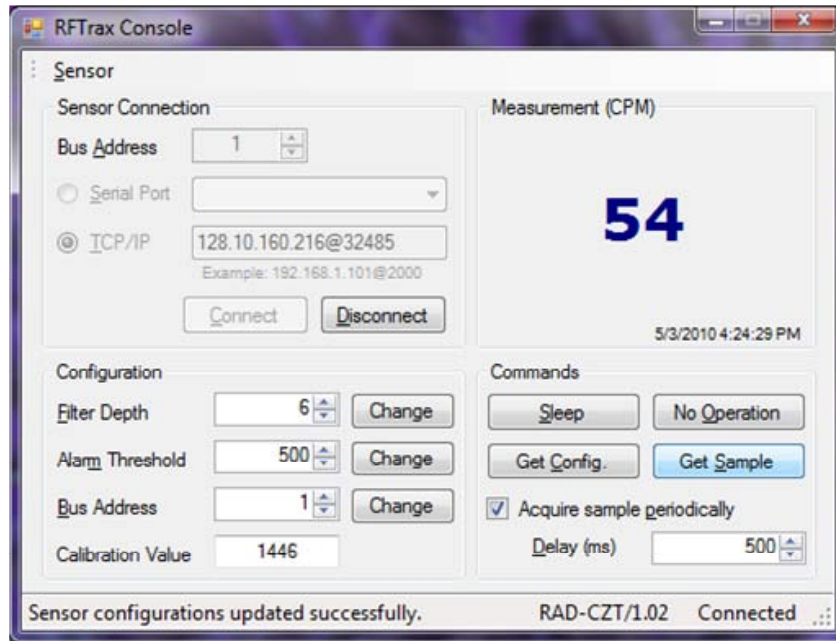 RFTrax Console
Sensor
Sensor Connection
Bus Address 1
Serial Port
TCP/IP 128.10.160.216@32485
Example: 192.168.1.101@2000
Connect Disconnect
Measurement (CPM)
54
5/3/2010 4:24:29 PM
Configuration
Filter Depth 6 Change
Alarm Threshold 500 Change
Bus Address 1 Change
Calibration Value 1446
Commands
Sleep No Operation
Get Config. Get Sample
Acquire sample periodically
Delay (ms) 500
Sensor configurations updated successfully. RAD-CZT/1.02 Connected